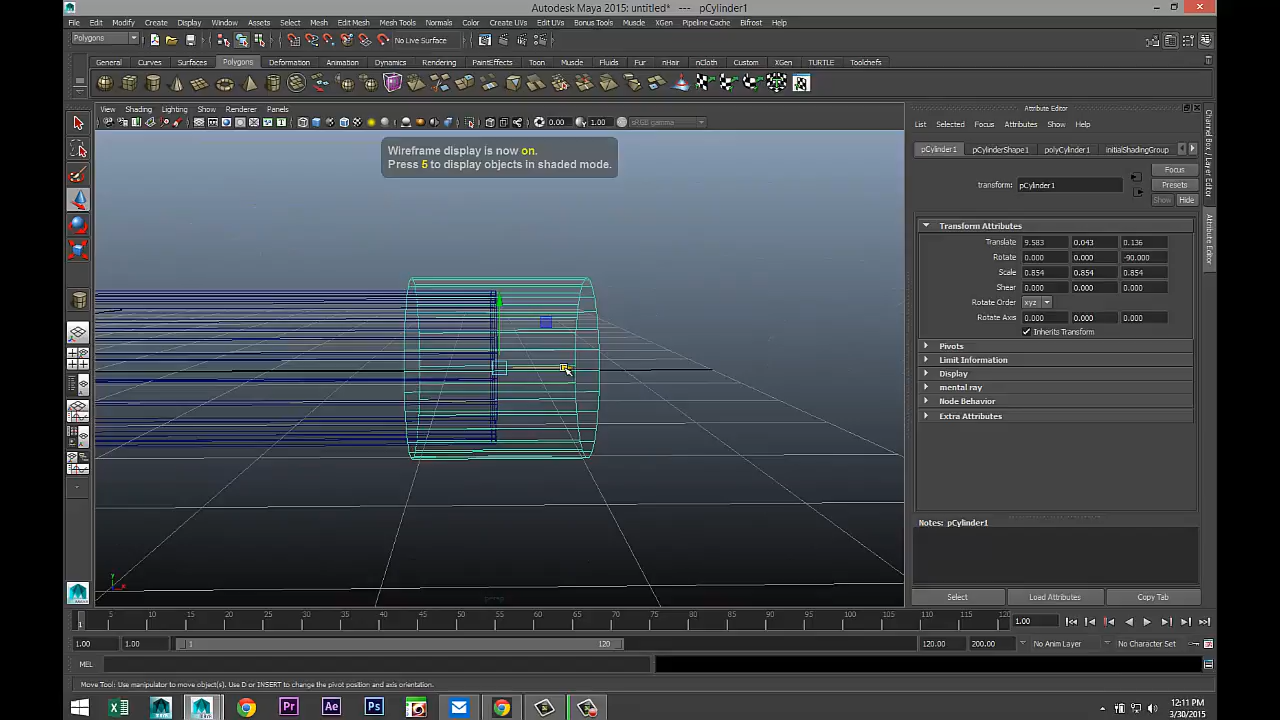 Autodesk Maya 2015: untitled* --- pCylinder1
File Edit Modify Create Display Window Assets Select Mesh Edit Mesh Mesh Tools Normals Color Create UVs Edit UVs Bonus Tools Muscle XGen Pipeline Cache Bifrost Help
Polygons
No Live Surface
General Curves Surfaces Polygons Deformation Animation Dynamics Rendering PaintEffects Toon Muscle Fluids Fur nHair nCloth Custom XGen TURTLE Toolchefs
View Shading Lighting Show Renderer Panels
0.00 1.00 sRGB gamma
Wireframe display is now on.
Press 5 to display objects in shaded mode.
Attribute Editor
List Selected Focus Attributes Show Help
pCylinder1 pCylinderShape1 polyCylinder1 initialShadingGroup
Focus
transform: pCylinder1
Presets
Show Hide
Transform Attributes
Translate 9.583 0.043 0.136
Rotate 0.000 0.000 -90.000
Scale 0.854 0.854 0.854
Shear 0.000 0.000 0.000
Rotate Order xyz
Rotate Axis 0.000 0.000 0.000
Inherits Transform
Pivots
Limit Information
Display
mental ray
Node Behavior
Extra Attributes
Notes: pCylinder1
Select Load Attributes Copy Tab
Channel Box / Layer Editor
Attribute Editor
y x
persp
5 10 15 20 25 30 35 40 45 50 55 60 65 70 75 80 85 90 95 100 105 110 115 120
1 1.00
1.00 1.00 1 120 120.00 200.00 No Anim Layer No Character Set
MEL
Move Tool: Use manipulator to move object(s). Use D or INSERT to change the pivot position and axis orientation.
12:11 PM
3/30/2015